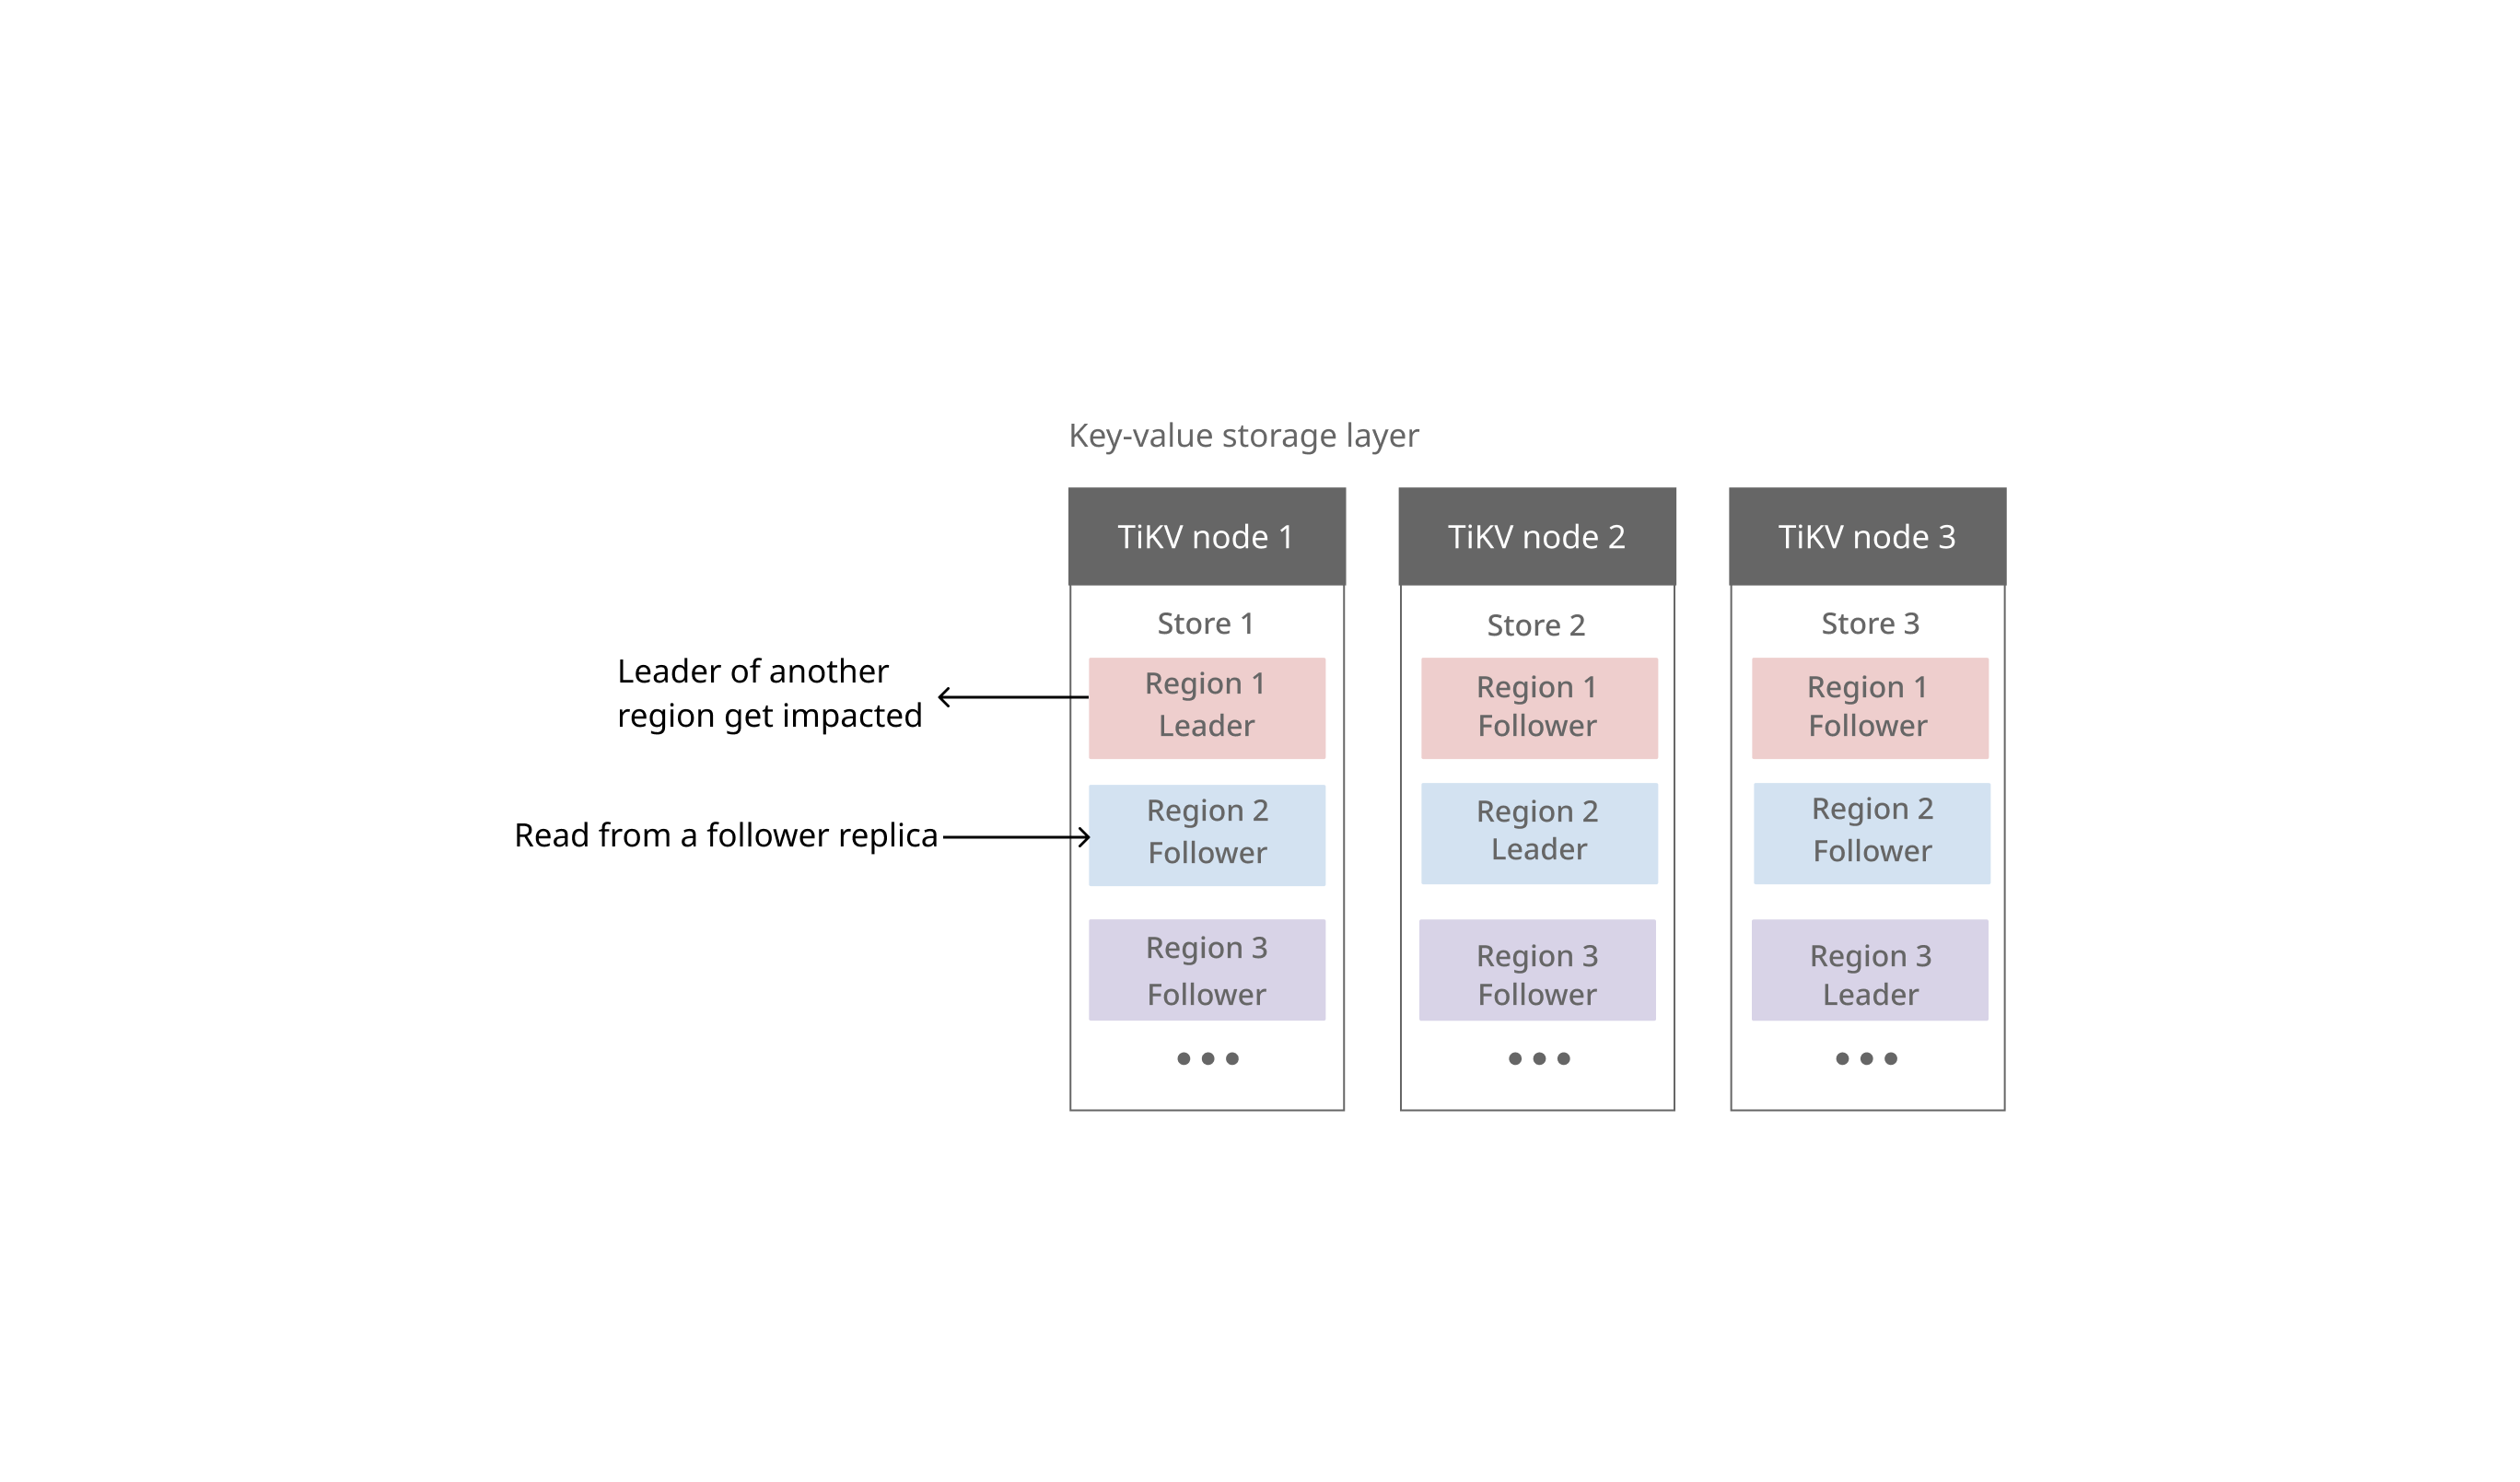 Key-value storage layer
TiKV node 1
TiKV node 2
TiKV node 3
Store 1
Store 2
Store 3
Leader of another
region get impacted
Region 1
Leader
Region 1
Follower
Region 1
Follower
Read from a follower replica
Region 2
Follower
Region 2
Leader
Region 2
Follower
Region 3
Follower
Region 3
Follower
Region 3
Leader